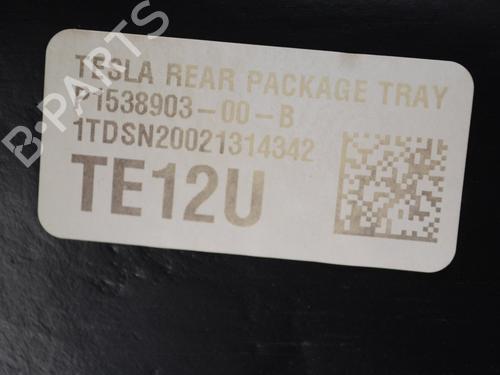 TESLA REAR PACKAGE TRAY
P1538903-00-B
1TDSN20021314342
TE12U
B-PARTS